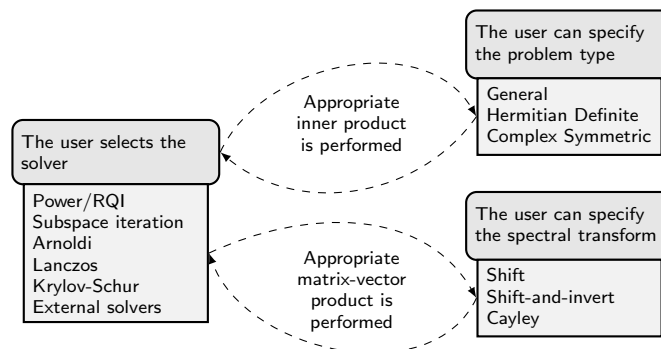 The user can specify
the problem type
General
Hermitian Definite
Complex Symmetric
Appropriate
inner product
is performed
The user selects the
solver
Power/RQI
Subspace iteration
Arnoldi
Lanczos
Krylov-Schur
External solvers
The user can specify
the spectral transform
Shift
Shift-and-invert
Cayley
Appropriate
matrix-vector
product is
performed